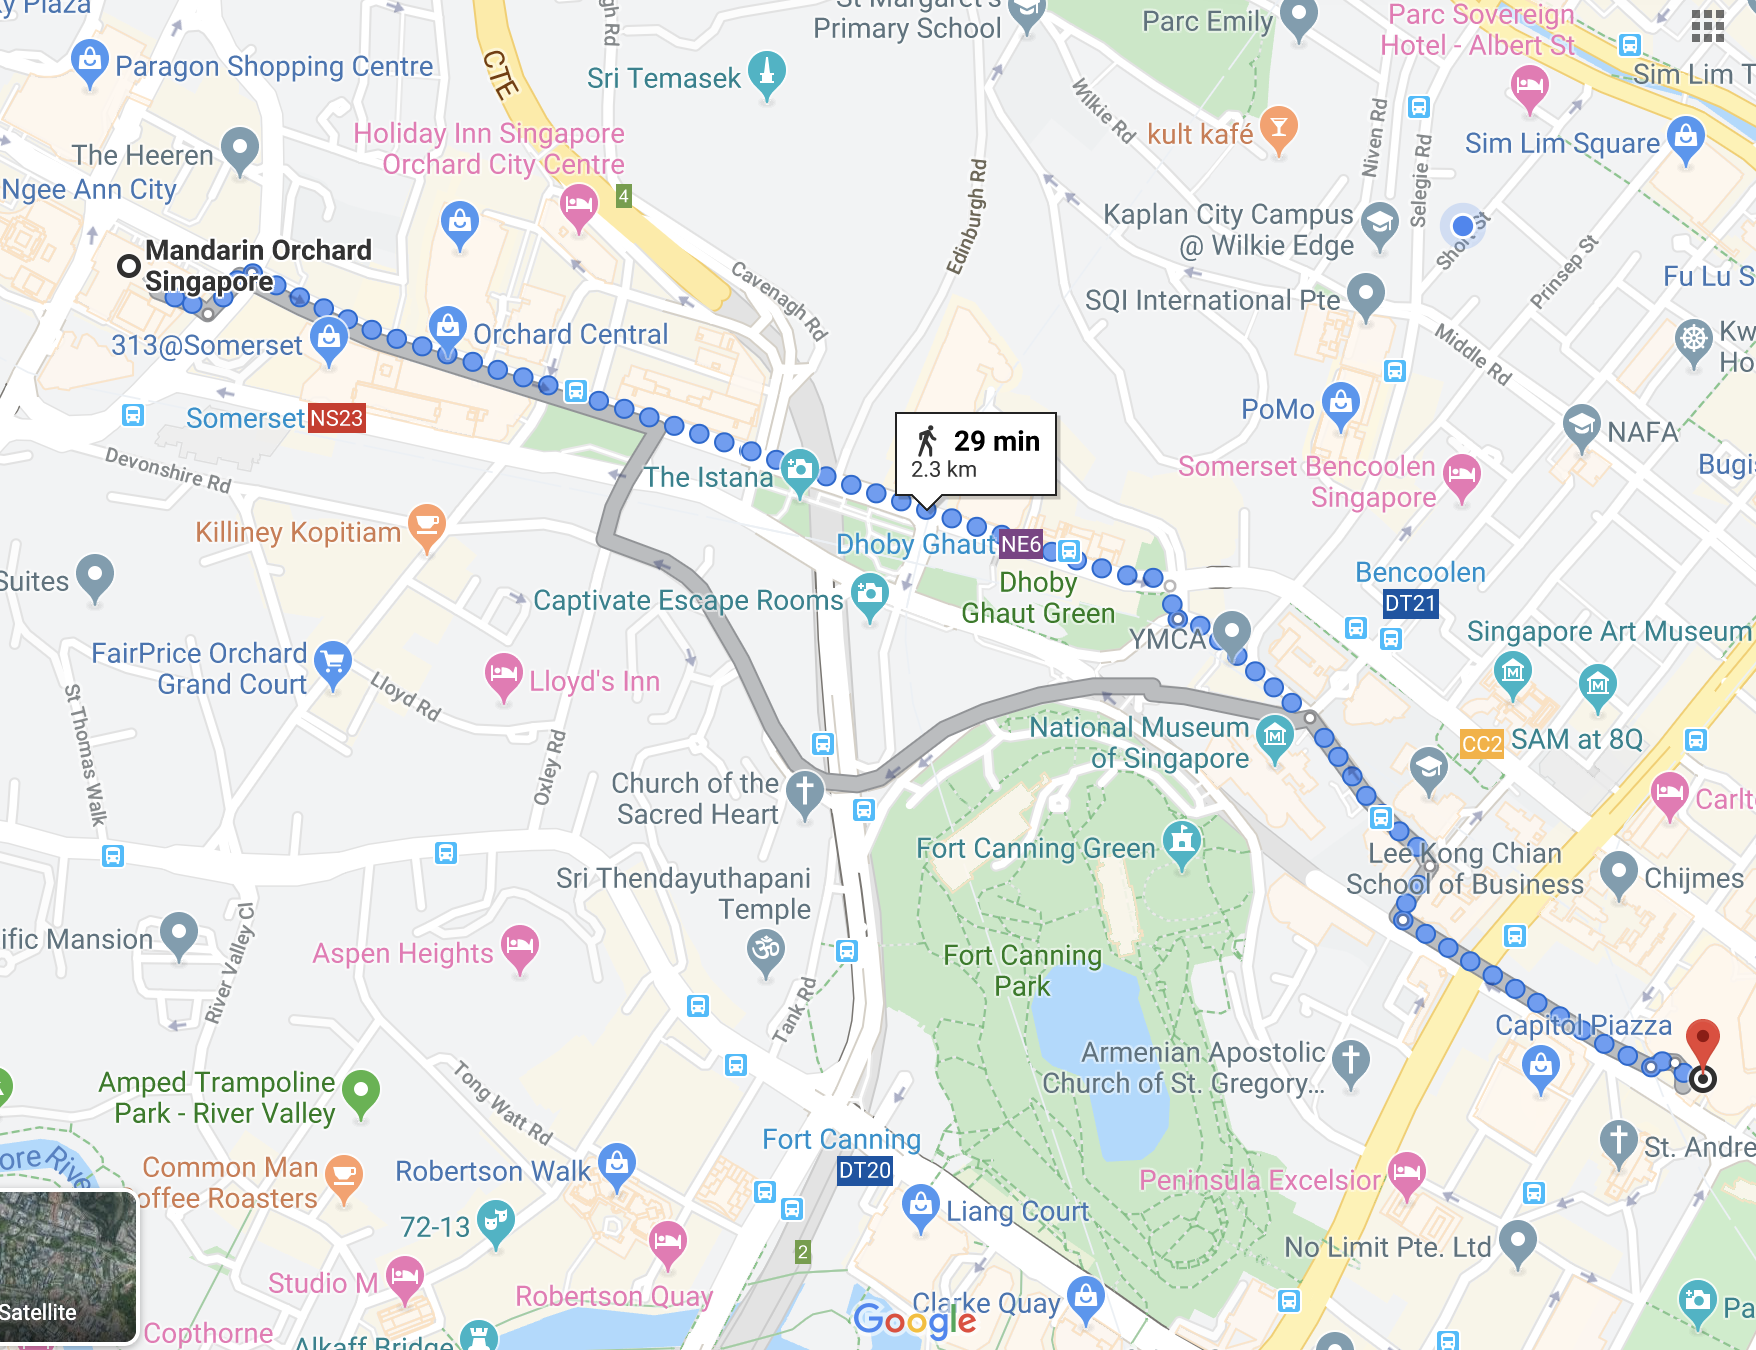 y Plaza
Paragon Shopping Centre
CTE
gh Rd
Sri Temasek
St Margaret's
Primary School
Parc Emily
Parc Sovereign
Hotel - Albert St
Sim Lim T
The Heeren
Ngee Ann City
Holiday Inn Singapore
Orchard City Centre
4
Wilkie Rd
kult kafé
Niven Rd
Selegie Rd
Sim Lim Square
Edinburgh Rd
Kaplan City Campus
@ Wilkie Edge
Short St
Prinsep St
Fu Lu S
Mandarin Orchard
Singapore
Cavenagh Rd
SQI International Pte
Middle Rd
Kw
Ho
313@Somerset
Orchard Central
Somerset
NS23
PoMo
NAFA
29 min
2.3 km
Devonshire Rd
The Istana
Somerset Bencoolen
Singapore
Bugi
Killiney Kopitiam
Dhoby Ghaut
NE6
Dhoby
Ghaut Green
Suites
Captivate Escape Rooms
Bencoolen
DT21
YMCA
Singapore Art Museum
FairPrice Orchard
Grand Court
Lloyd Rd
Lloyd's Inn
St Thomas Walk
Oxley Rd
National Museum
of Singapore
CC2
SAM at 8Q
Church of the
Sacred Heart
Carlt
Fort Canning Green
Lee Kong Chian
School of Business
Chijmes
Sri Thendayuthapani
Temple
ific Mansion
River Valley Cl
Aspen Heights
Fort Canning
Park
Tank Rd
Capitol Piazza
Armenian Apostolic
Church of St. Gregory...
Amped Trampoline
Park - River Valley
Tong Watt Rd
Fort Canning
DT20
St. Andre
ore Rive
Common Man
offee Roasters
Robertson Walk
Peninsula Excelsior
72-13
Liang Court
2
No Limit Pte. Ltd
Studio M
Robertson Quay
Satellite
Clarke Quay
Google
Pa
Copthorne
Alkaff Bridge